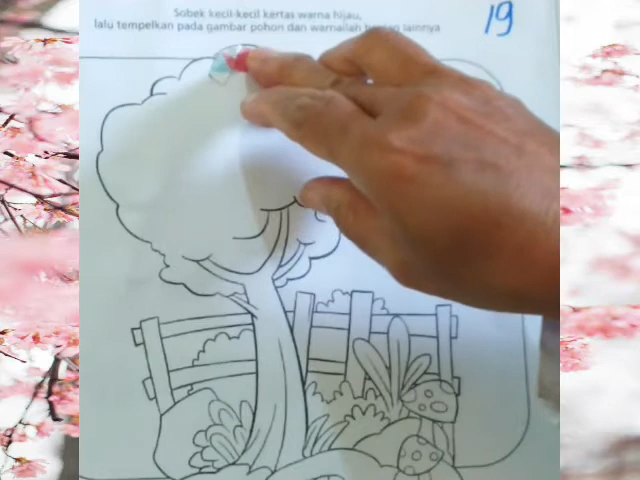 Sobek kecil-kecil kertas warna hijau,
lalu tempelkan pada gambar pohon dan warnailah bagian lainnya
19